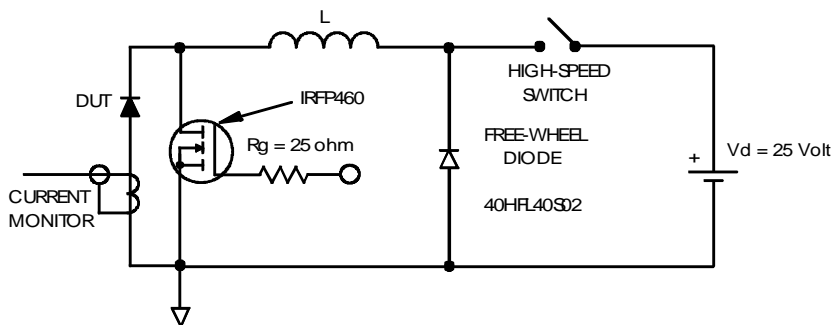 L
HIGH-SPEED
SWITCH
DUT
IRFP460
Rg = 25 ohm
FREE-WHEEL
DIODE
+
Vd = 25 Volt
CURRENT
MONITOR
40HFL40S02